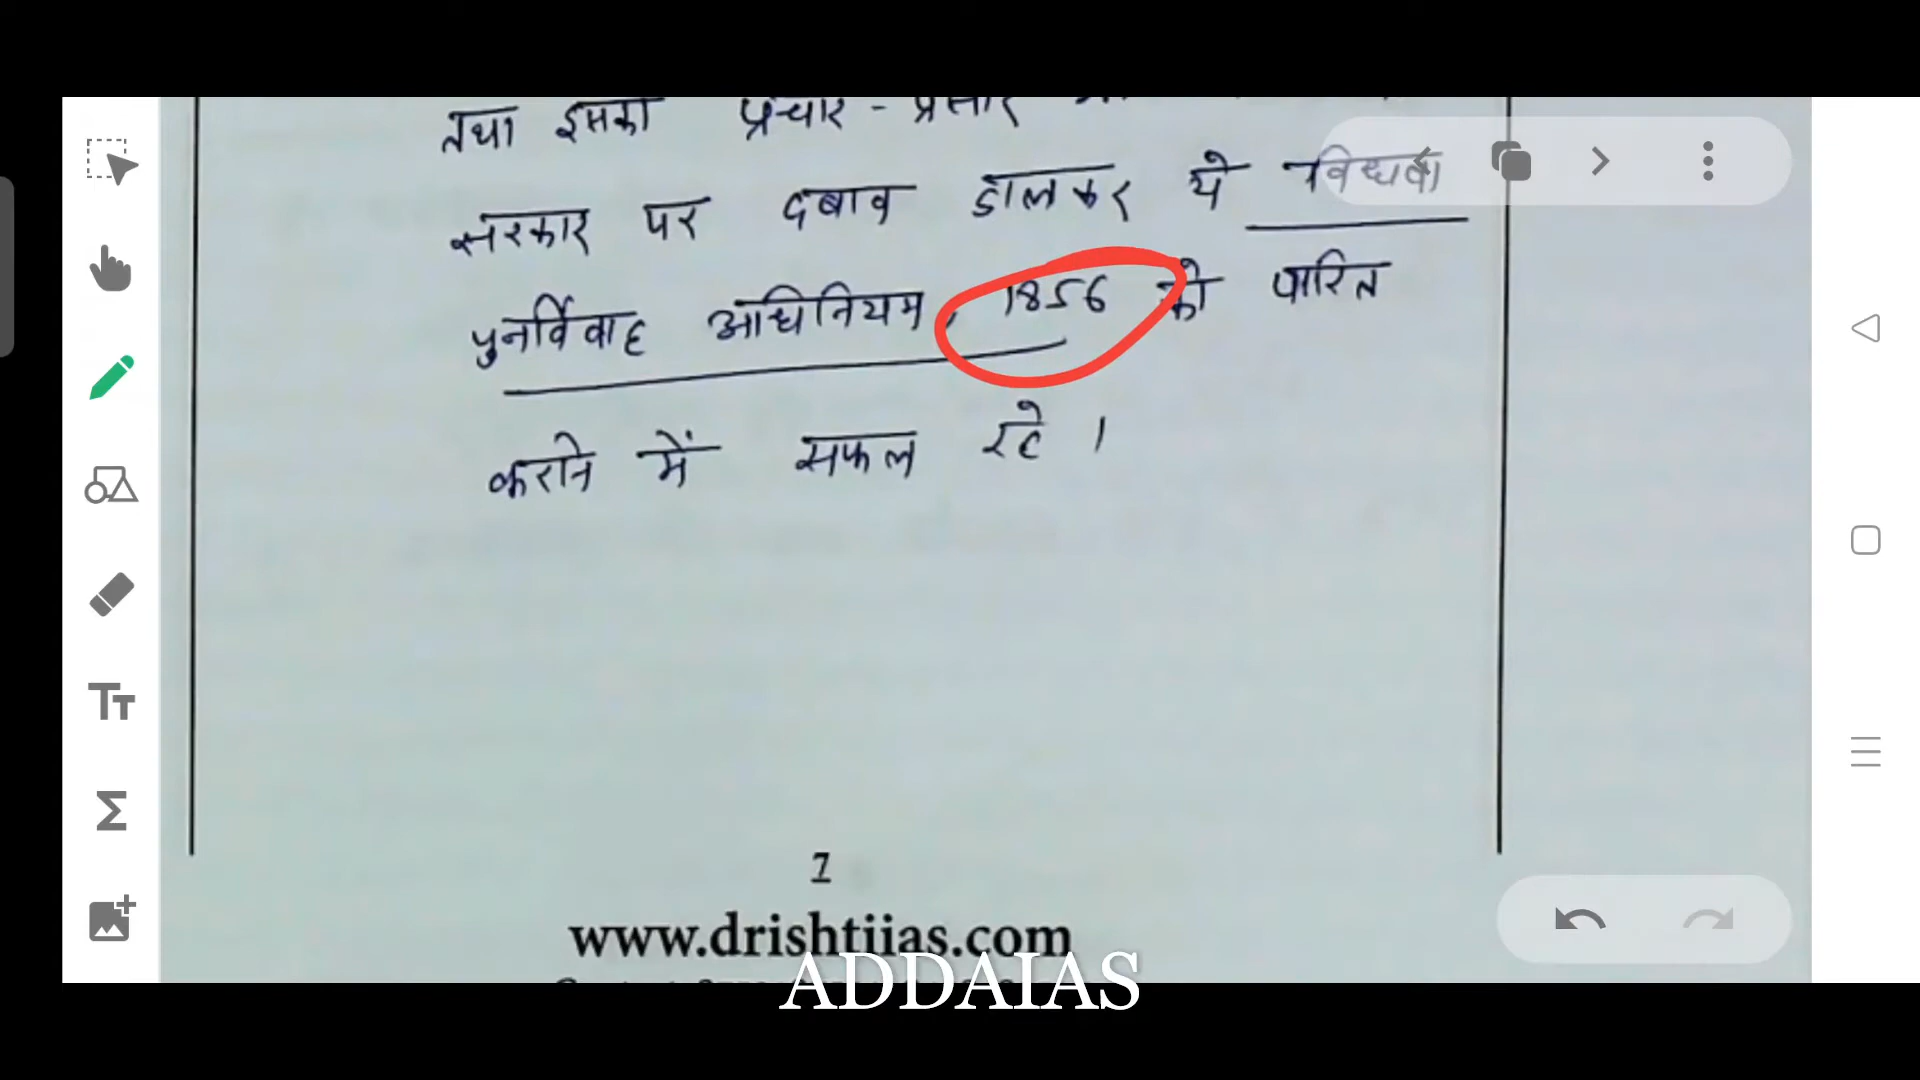 तथा इसका प्रचार - प्रसार
सरकार पर दबाव डालकर ये विधवा
पुनर्विवाह अधिनियम, 1856 को पारित
कराने में सफल रहे ।
7
www.drishtiias.com
ADDAIAS